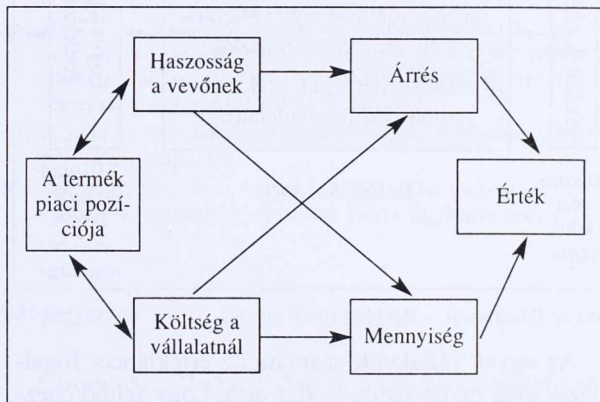 Haszosság
a vevőnek
Árrés
A termék
piaci pozí-
ciója
Érték
Költség a
vállalatnál
Mennyiség